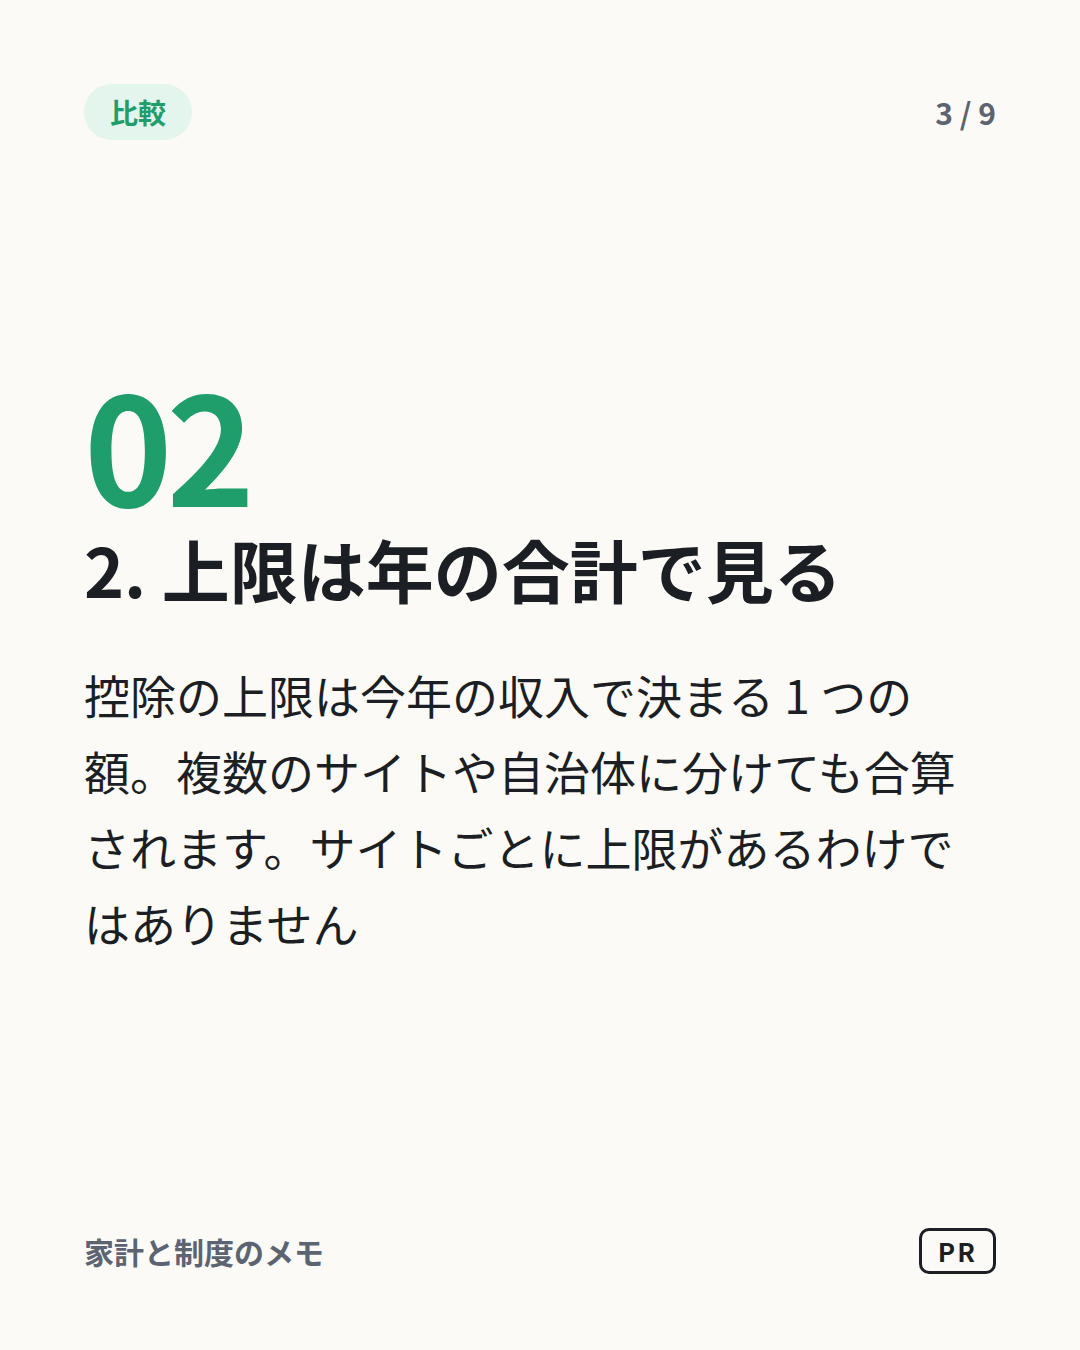 比較
3 / 9
02
2. 上限は年の合計で見る
控除の上限は今年の収入で決まる 1 つの
額。複数のサイトや自治体に分けても合算
されます。サイトごとに上限があるわけで
はありません
家計と制度のメモ
PR